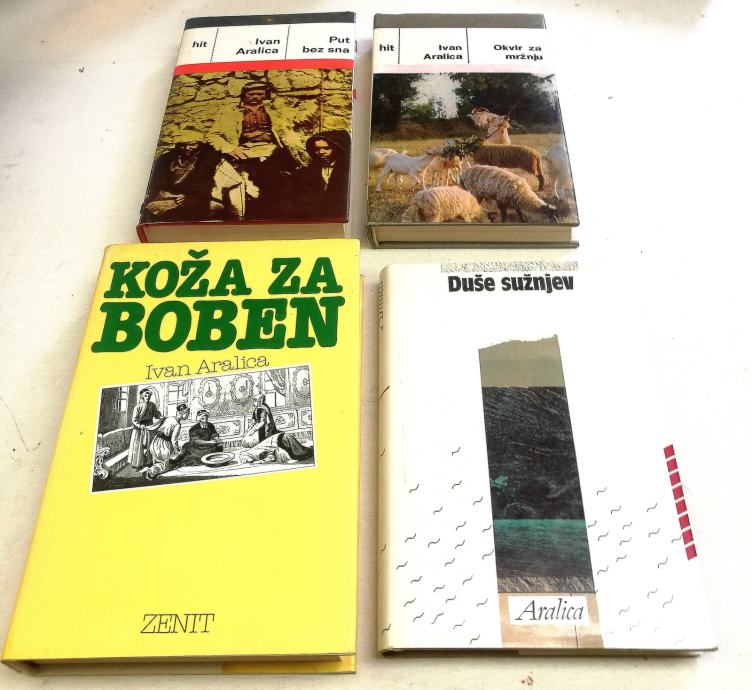 hit
Ivan
Aralica
Put
bez sna
hit
Ivan
Aralica
Okvir za
mržnju
KOŽA ZA
BOBEN
Ivan Aralica
ZENIT
Duše sužnjev
Aralica